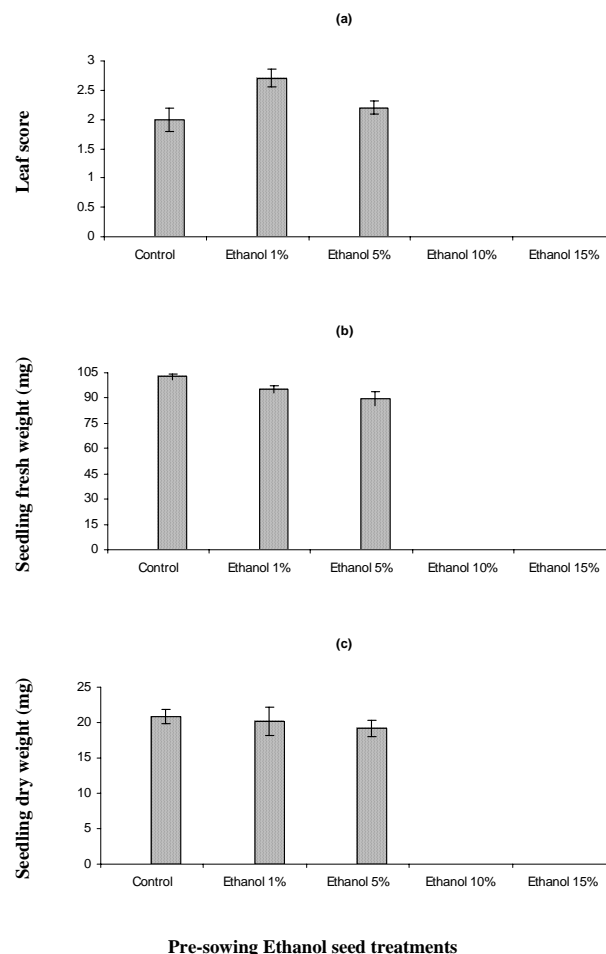 (a)
Leaf score
3
2.5
2
1.5
1
0.5
0
Control Ethanol 1% Ethanol 5% Ethanol 10% Ethanol 15%
(b)
Seedling fresh weight (mg)
105
90
75
60
45
30
15
0
Control Ethanol 1% Ethanol 5% Ethanol 10% Ethanol 15%
(c)
Seedling dry weight (mg)
25
20
15
10
5
0
Control Ethanol 1% Ethanol 5% Ethanol 10% Ethanol 15%
Pre-sowing Ethanol seed treatments